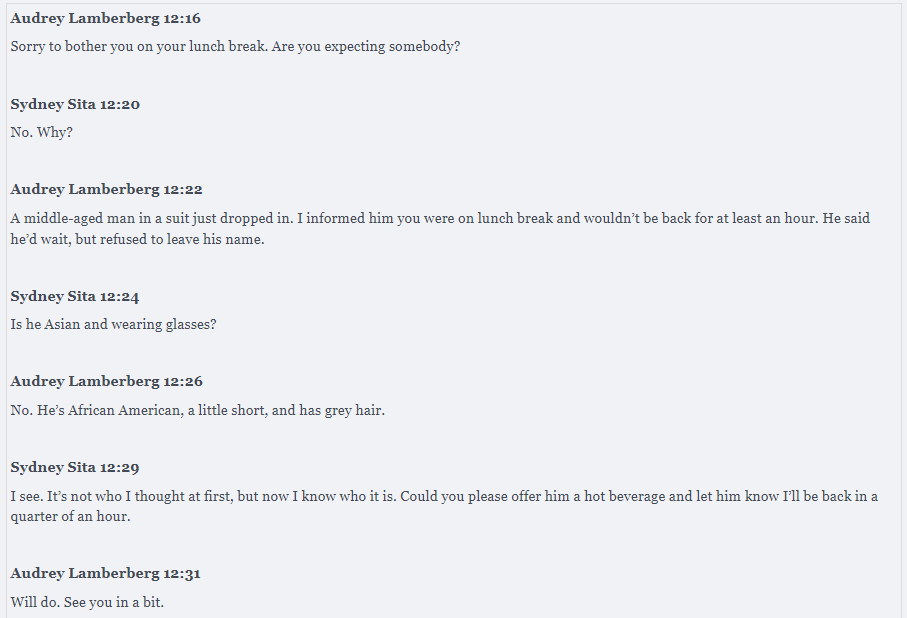 Audrey Lamberberg 12:16
Sorry to bother you on your lunch break. Are you expecting somebody?
Sydney Sita 12:20
No. Why?
Audrey Lamberberg 12:22
A middle-aged man in a suit just dropped in. I informed him you were on lunch break and wouldn’t be back for at least an hour. He said
he’d wait, but refused to leave his name.
Sydney Sita 12:24
Is he Asian and wearing glasses?
Audrey Lamberberg 12:26
No. He’s African American, a little short, and has grey hair.
Sydney Sita 12:29
I see. It’s not who I thought at first, but now I know who it is. Could you please offer him a hot beverage and let him know I’ll be back in a
quarter of an hour.
Audrey Lamberberg 12:31
Will do. See you in a bit.